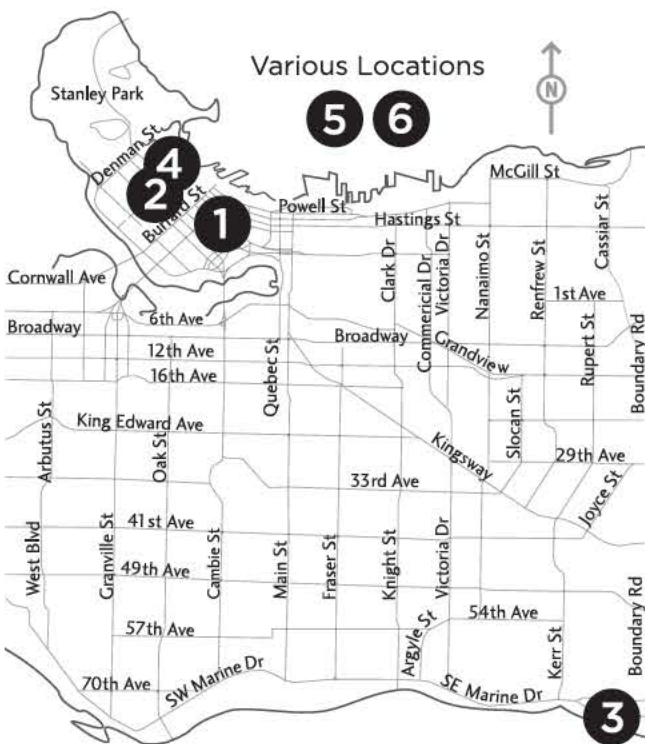 Various Locations
5 6
N
Stanley Park
Denman St
4
2
Burrard St
1
Powell St
Hastings St
McGill St
Cassiar St
Cornwall Ave
Clark Dr
Commericial Dr
Victoria Dr
Nanaimo St
Renfrew St
1st Ave
6th Ave
Broadway
Broadway
Grandview
Rupert St
Boundary Rd
12th Ave
16th Ave
Quebec St
Arbutus St
King Edward Ave
Oak St
Kingsway
Slocan St
29th Ave
33rd Ave
Joyce St
41st Ave
West Blvd
Granville St
Cambie St
Main St
Fraser St
Knight St
Victoria Dr
49th Ave
Boundary Rd
57th Ave
Argyle St
54th Ave
Kerr St
70th Ave
SW Marine Dr
SE Marine Dr
3